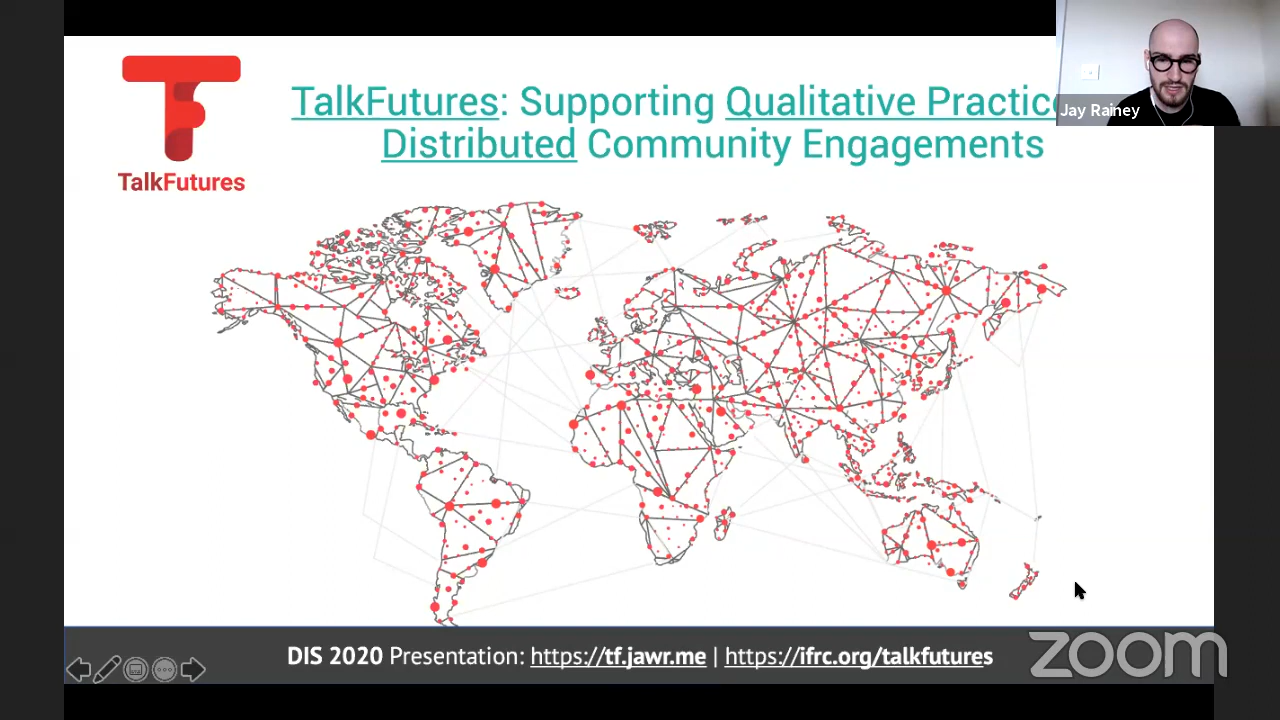 TalkFutures: Supporting Qualitative Practic
Distributed Community Engagements
Jay Rainey
TalkFutures
DIS 2020 Presentation: https://tf.jawr.me | https://ifrc.org/talkfutures
zoom